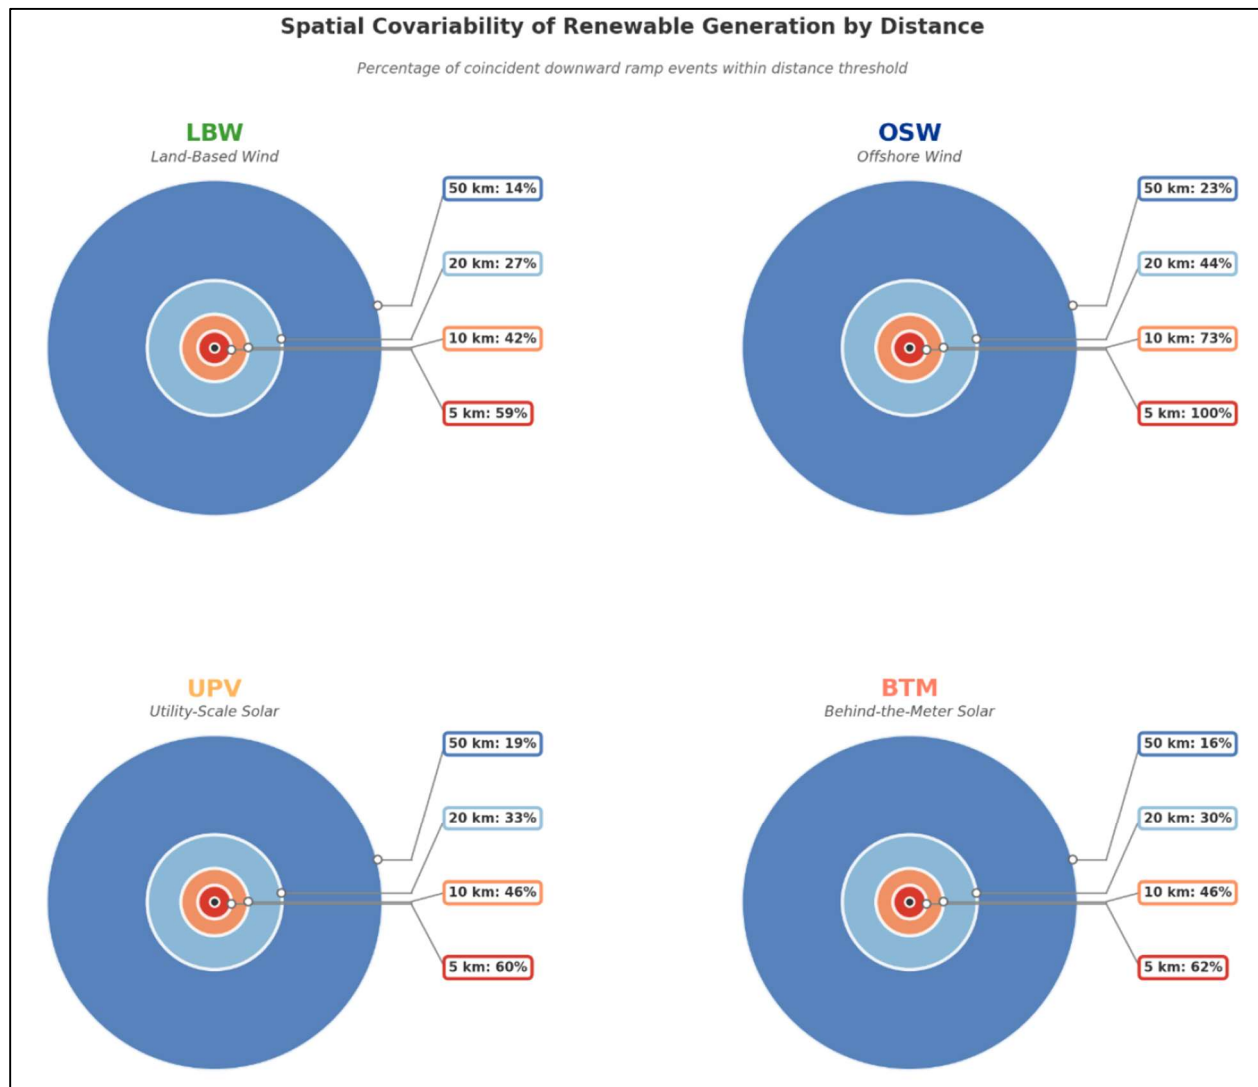 Spatial Covariability of Renewable Generation by Distance
Percentage of coincident downward ramp events within distance threshold
LBW
Land-Based Wind
50 km: 14%
20 km: 27%
10 km: 42%
5 km: 59%
OSW
Offshore Wind
50 km: 23%
20 km: 44%
10 km: 73%
5 km: 100%
UPV
Utility-Scale Solar
50 km: 19%
20 km: 33%
10 km: 46%
5 km: 60%
BTM
Behind-the-Meter Solar
50 km: 16%
20 km: 30%
10 km: 46%
5 km: 62%